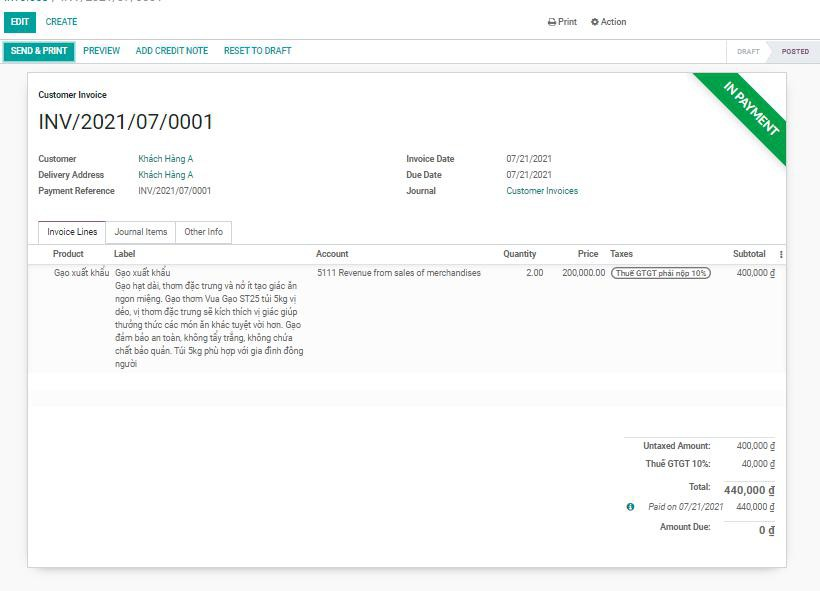 EDIT CREATE Print Action
SEND & PRINT PREVIEW ADD CREDIT NOTE RESET TO DRAFT DRAFT POSTED
IN PAYMENT
Customer Invoice
INV/2021/07/0001
Customer Khách Hàng A Invoice Date 07/21/2021
Delivery Address Khách Hàng A Due Date 07/21/2021
Payment Reference INV/2021/07/0001 Journal Customer Invoices
Invoice Lines Journal Items Other Info
Product Label Account Quantity Price Taxes Subtotal
Gạo xuất khẩu Gạo xuất khẩu 5111 Revenue from sales of merchandises 2.00 200,000.00 Thuế GTGT phải nộp 10% 400,000 ₫
Gạo hạt dài, thơm đặc trưng và nở ít tạo giác ăn
ngon miệng. Gạo thơm Vua Gạo ST25 túi 5kg vị
dẻo, vị thơm đặc trưng sẽ kích thích vị giác giúp
thưởng thức các món ăn khác tuyệt vời hơn. Gạo
đảm bảo an toàn, không tẩy trắng, không chứa
chất bảo quản. Túi 5kg phù hợp với gia đình đông
người
Untaxed Amount: 400,000 ₫
Thuế GTGT 10%: 40,000 ₫
Total: 440,000 ₫
Paid on 07/21/2021 440,000 ₫
Amount Due: 0 ₫